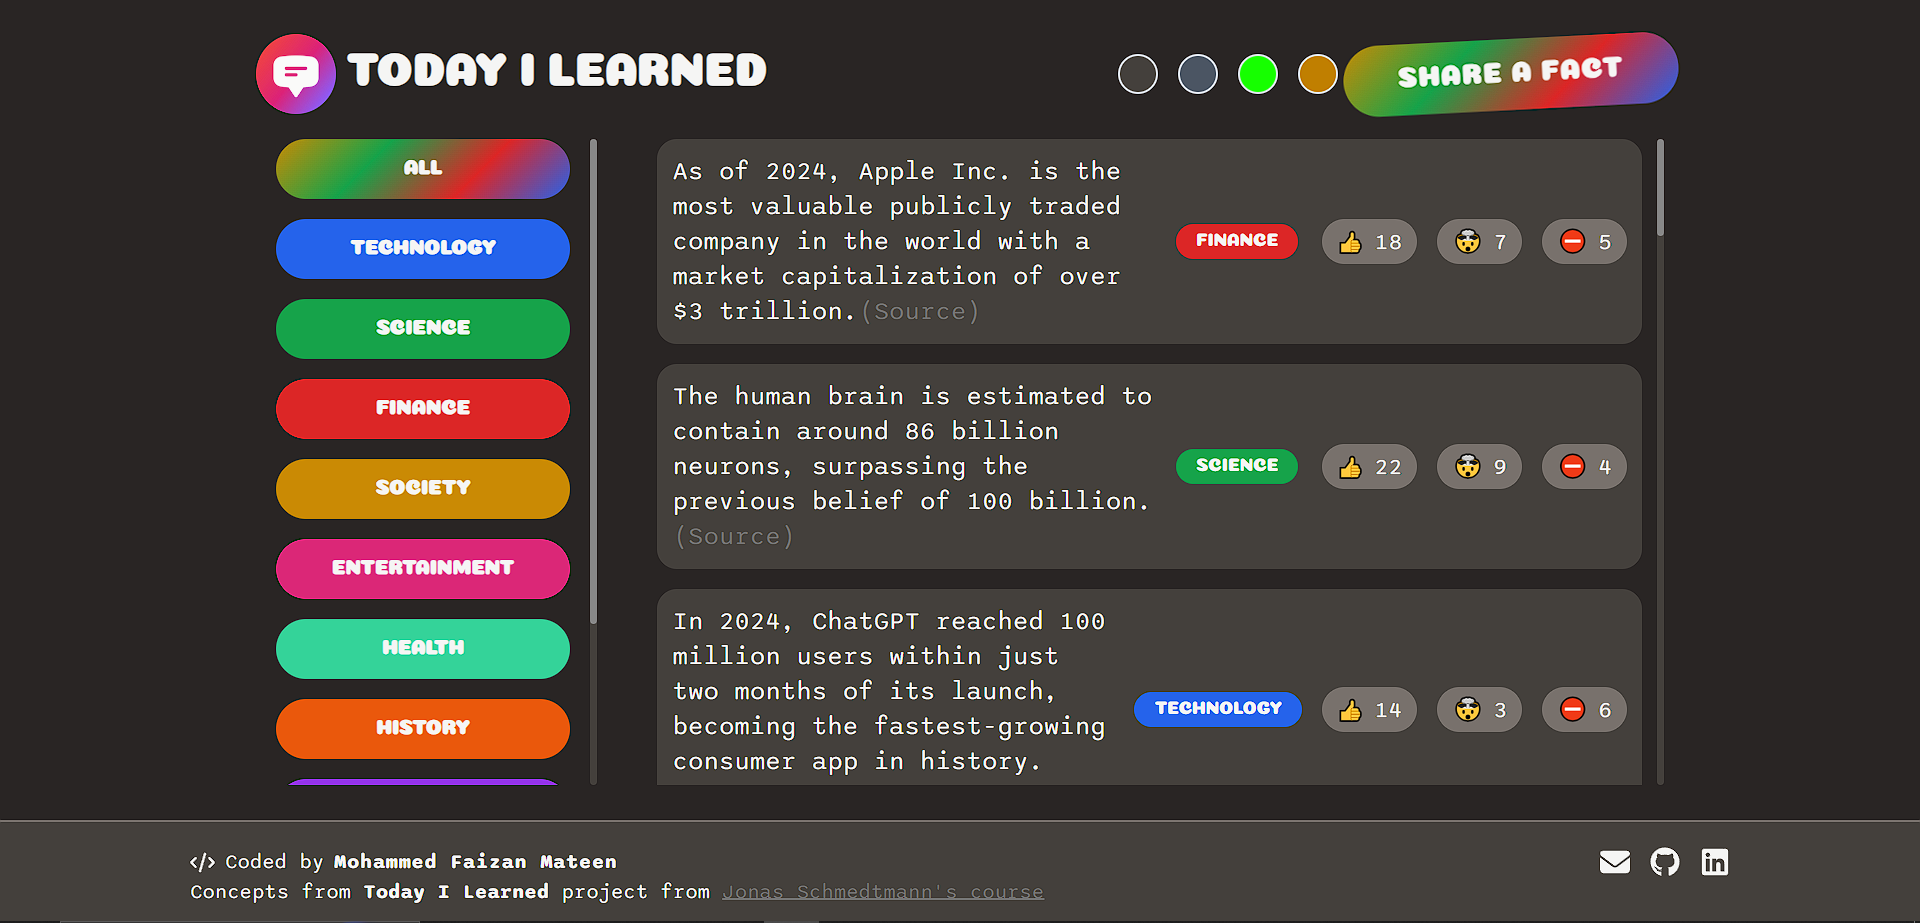 TODAY I LEARNED
SHARE A FACT
ALL
TECHNOLOGY
SCIENCE
FINANCE
SOCIETY
ENTERTAINMENT
HEALTH
HISTORY
As of 2024, Apple Inc. is the
most valuable publicly traded
company in the world with a
market capitalization of over
$3 trillion.(Source)
FINANCE
👍 18
🤯 7
⛔ 5
The human brain is estimated to
contain around 86 billion
neurons, surpassing the
previous belief of 100 billion.
(Source)
SCIENCE
👍 22
🤯 9
⛔ 4
In 2024, ChatGPT reached 100
million users within just
two months of its launch,
becoming the fastest-growing
consumer app in history.
TECHNOLOGY
👍 14
🤯 3
⛔ 6
</> Coded by Mohammed Faizan Mateen
Concepts from Today I Learned project from Jonas Schmedtmann's course